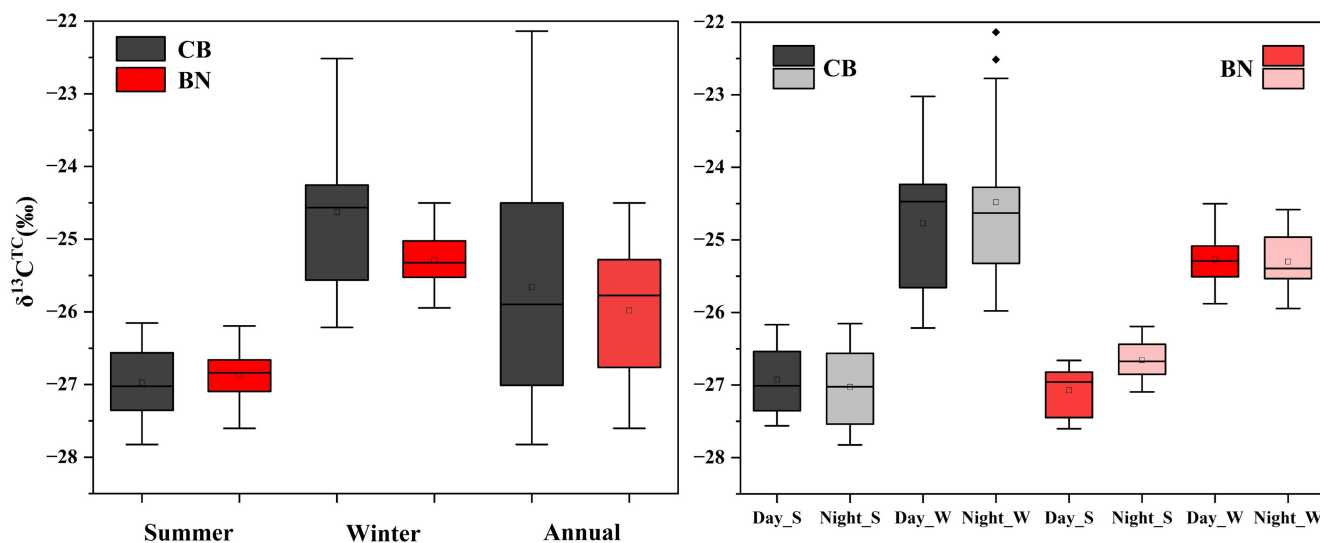 −22
−23
−24
−25
−26
−27
−28
δ¹³Cᵀᶜ(‰)
CB
BN
Summer Winter Annual
−22
−23
−24
−25
−26
−27
−28
CB
BN
Day_S Night_S Day_W Night_W Day_S Night_S Day_W Night_W